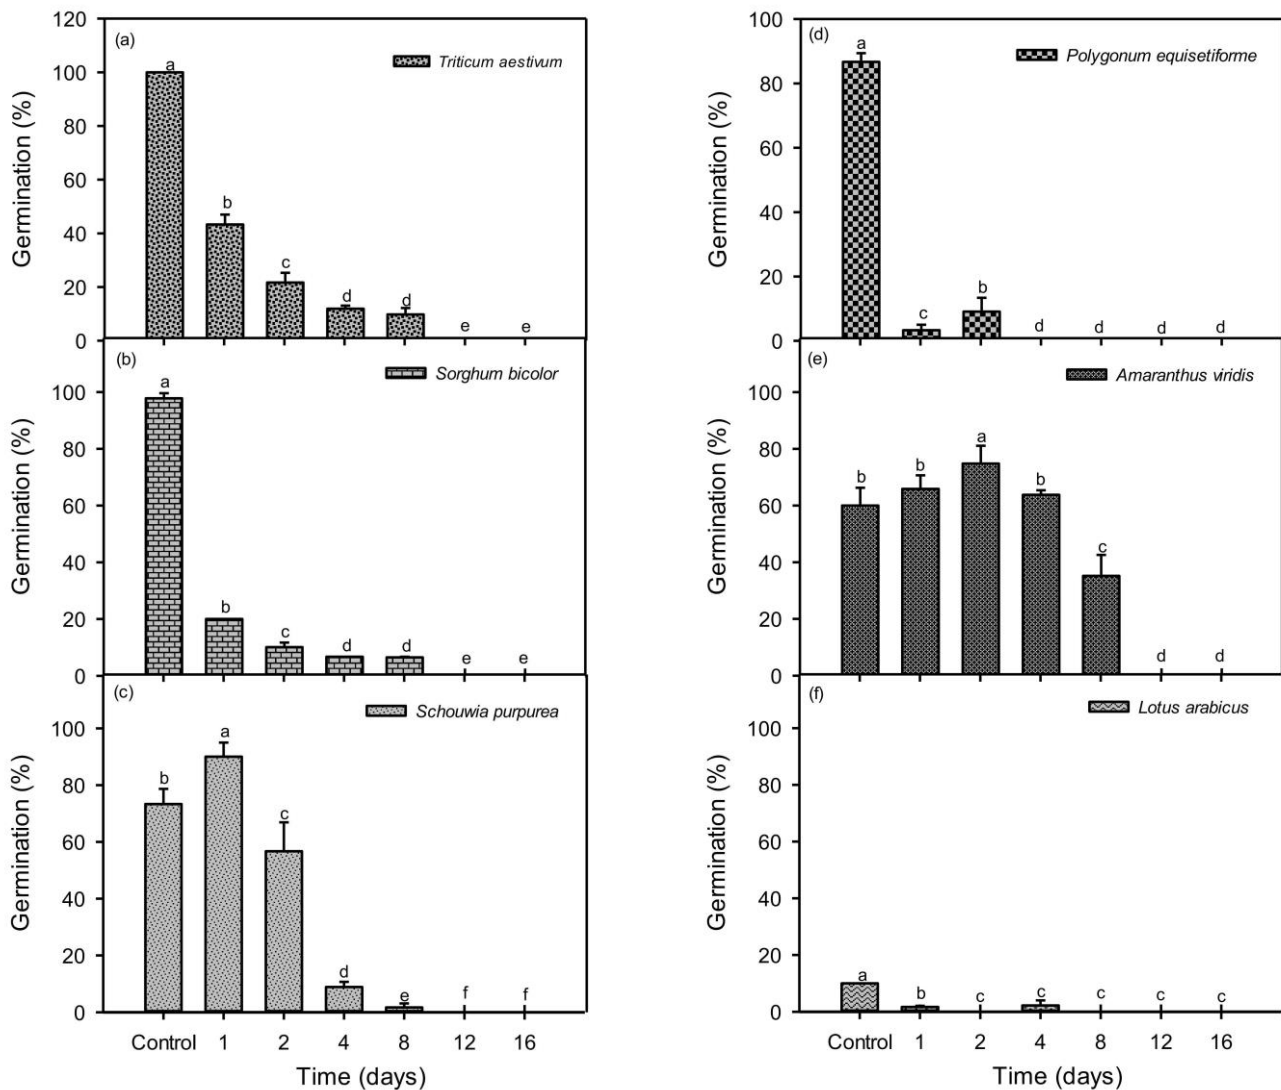 (a)
Triticum aestivum
Germination (%)
120
100
80
60
40
20
0
a
b
c
d
d
e
e
(b)
Sorghum bicolor
Germination (%)
100
80
60
40
20
0
a
b
c
d
d
e
e
(c)
Schouwia purpurea
Germination (%)
100
80
60
40
20
0
b
a
c
d
e
f
f
Control 1 2 4 8 12 16
Time (days)
(d)
Polygonum equisetiforme
Germination (%)
100
80
60
40
20
0
a
c
b
d
d
d
d
(e)
Amaranthus viridis
Germination (%)
100
80
60
40
20
0
b
b
a
b
c
d
d
(f)
Lotus arabicus
Germination (%)
100
80
60
40
20
0
a
b
c
c
c
c
c
Control 1 2 4 8 12 16
Time (days)